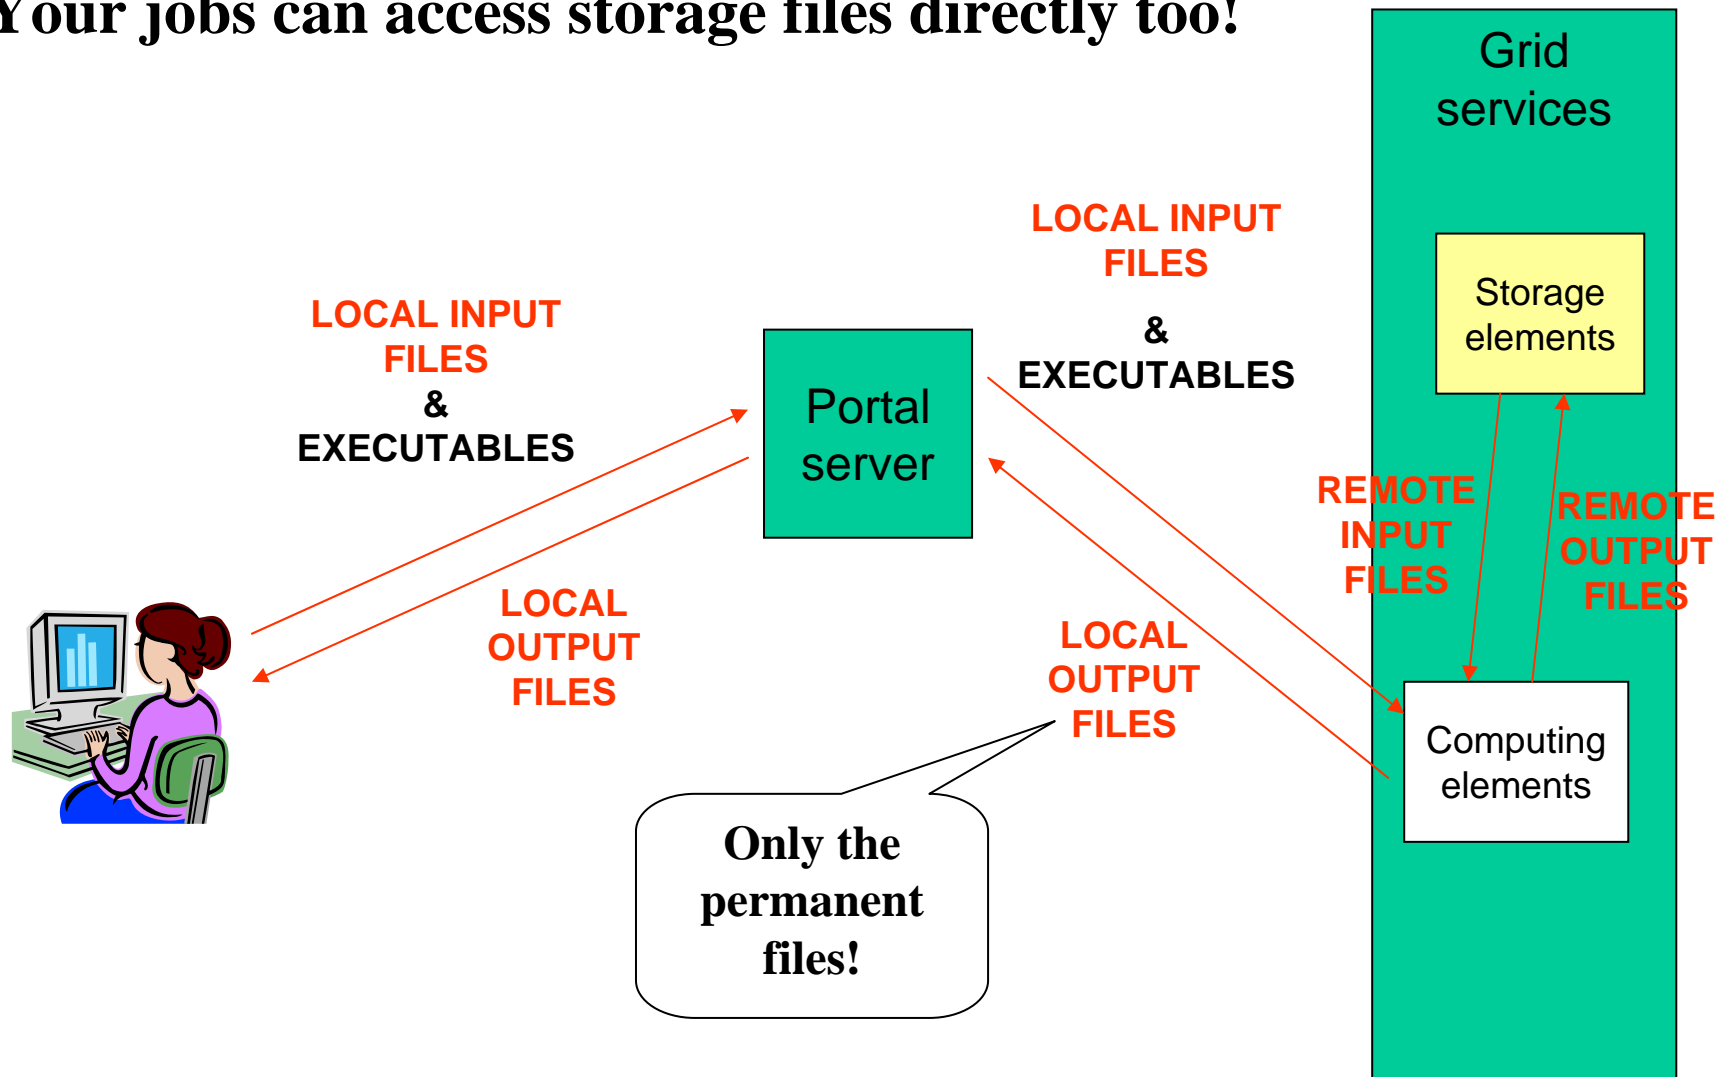 Your jobs can access storage files directly too!
Grid
services
LOCAL INPUT
FILES
&
EXECUTABLES
Storage
elements
LOCAL INPUT
FILES
&
EXECUTABLES
Portal
server
REMOTE
INPUT
FILES
REMOTE
OUTPUT
FILES
LOCAL
OUTPUT
FILES
LOCAL
OUTPUT
FILES
Computing
elements
Only the
permanent
files!